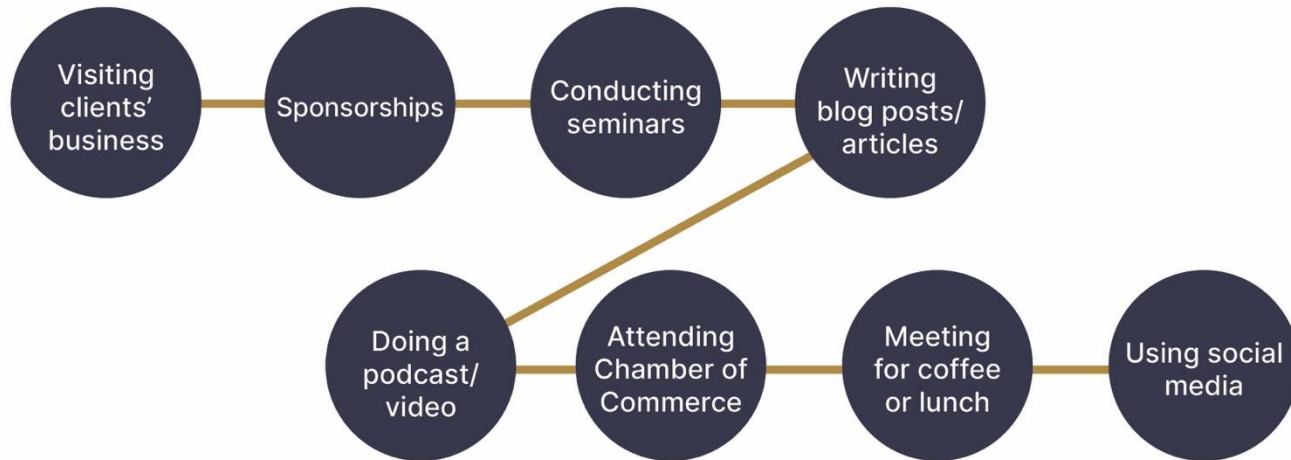 Visiting
clients’
business
Sponsorships
Conducting
seminars
Writing
blog posts/
articles
Doing a
podcast/
video
Attending
Chamber of
Commerce
Meeting
for coffee
or lunch
Using social
media